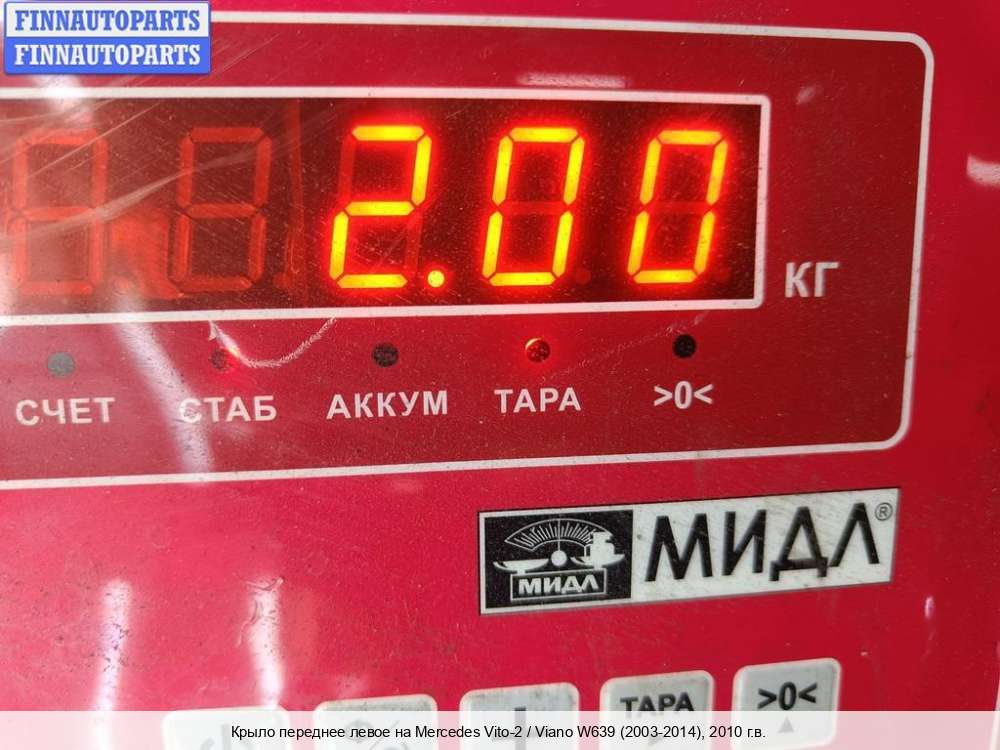 FINNAUTOPARTS
FINNAUTOPARTS
2.00
КГ
СЧЕТ СТАБ АККУМ ТАРА >0<
МИДЛ МИДЛ®
ТАРА >0<
Крыло переднее левое на Mercedes Vito-2 / Viano W639 (2003-2014), 2010 г.в.